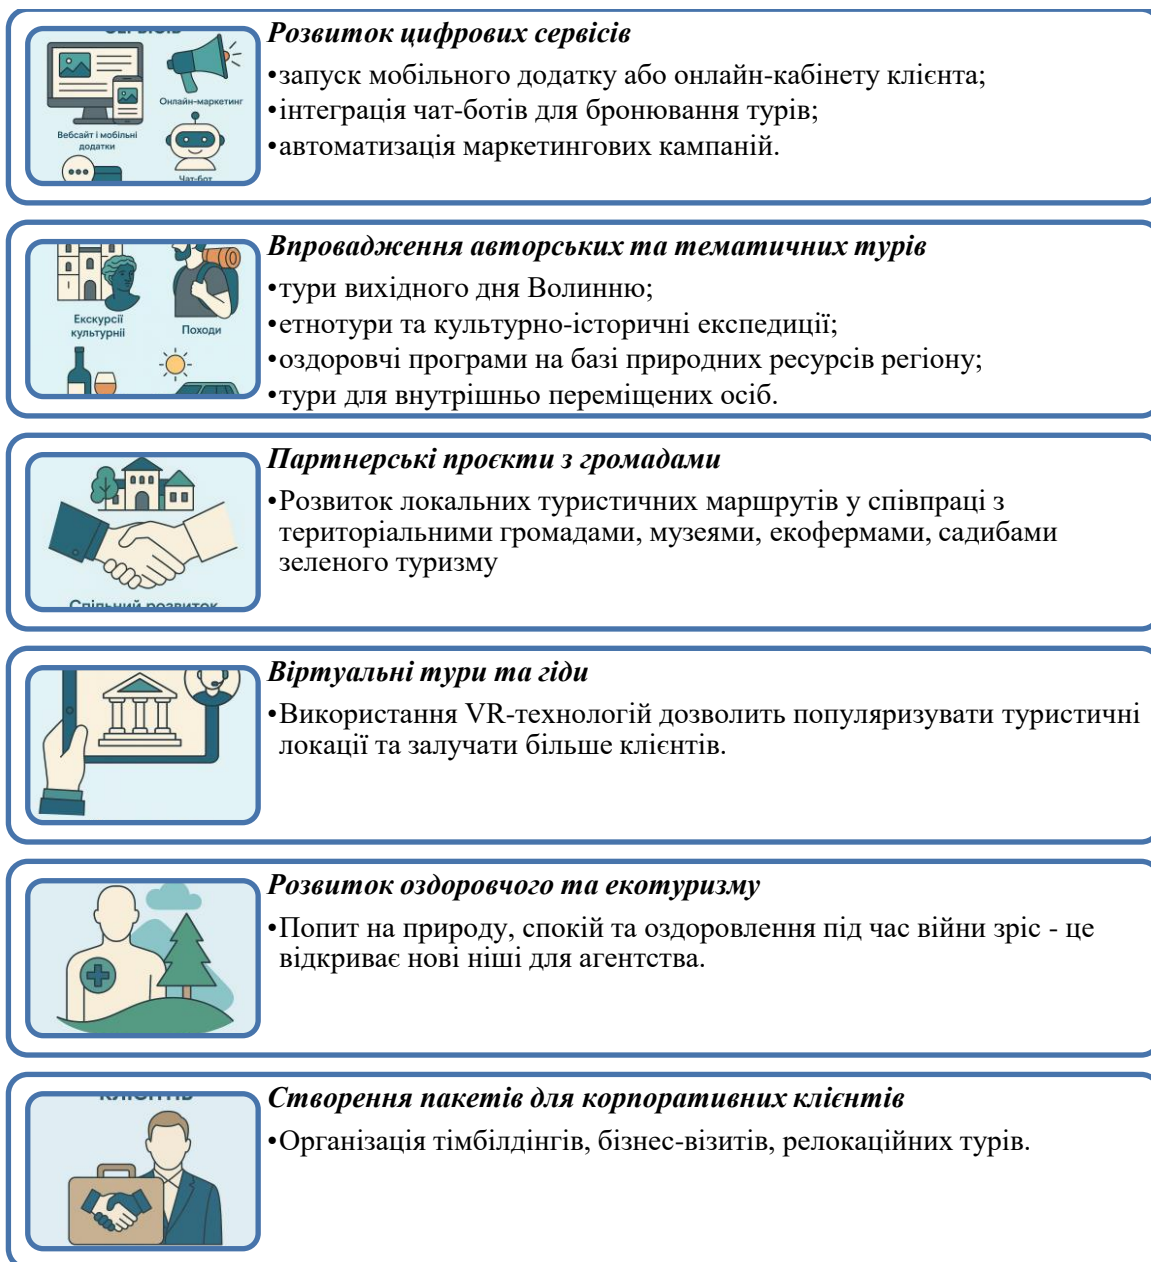 Розвиток цифрових сервісів
•запуск мобільного додатку або онлайн-кабінету клієнта;
•інтеграція чат-ботів для бронювання турів;
•автоматизація маркетингових кампаній.
Онлайн-маркетинг
Вебсайт і мобільні
додатки
Чат-бот
Впровадження авторських та тематичних турів
•тури вихідного дня Волинню;
•етнотури та культурно-історичні експедиції;
•оздоровчі програми на базі природних ресурсів регіону;
•тури для внутрішньо переміщених осіб.
Екскурсії
культурніі
Походи
Партнерські проєкти з громадами
•Розвиток локальних туристичних маршрутів у співпраці з
територіальними громадами, музеями, екофермами, садибами
зеленого туризму
Спільний розвиток
Віртуальні тури та гіди
•Використання VR-технологій дозволить популяризувати туристичні
локації та залучати більше клієнтів.
Розвиток оздоровчого та екотуризму
•Попит на природу, спокій та оздоровлення під час війни зріс - це
відкриває нові ніші для агентства.
Створення пакетів для корпоративних клієнтів
•Організація тімбілдінгів, бізнес-візитів, релокаційних турів.